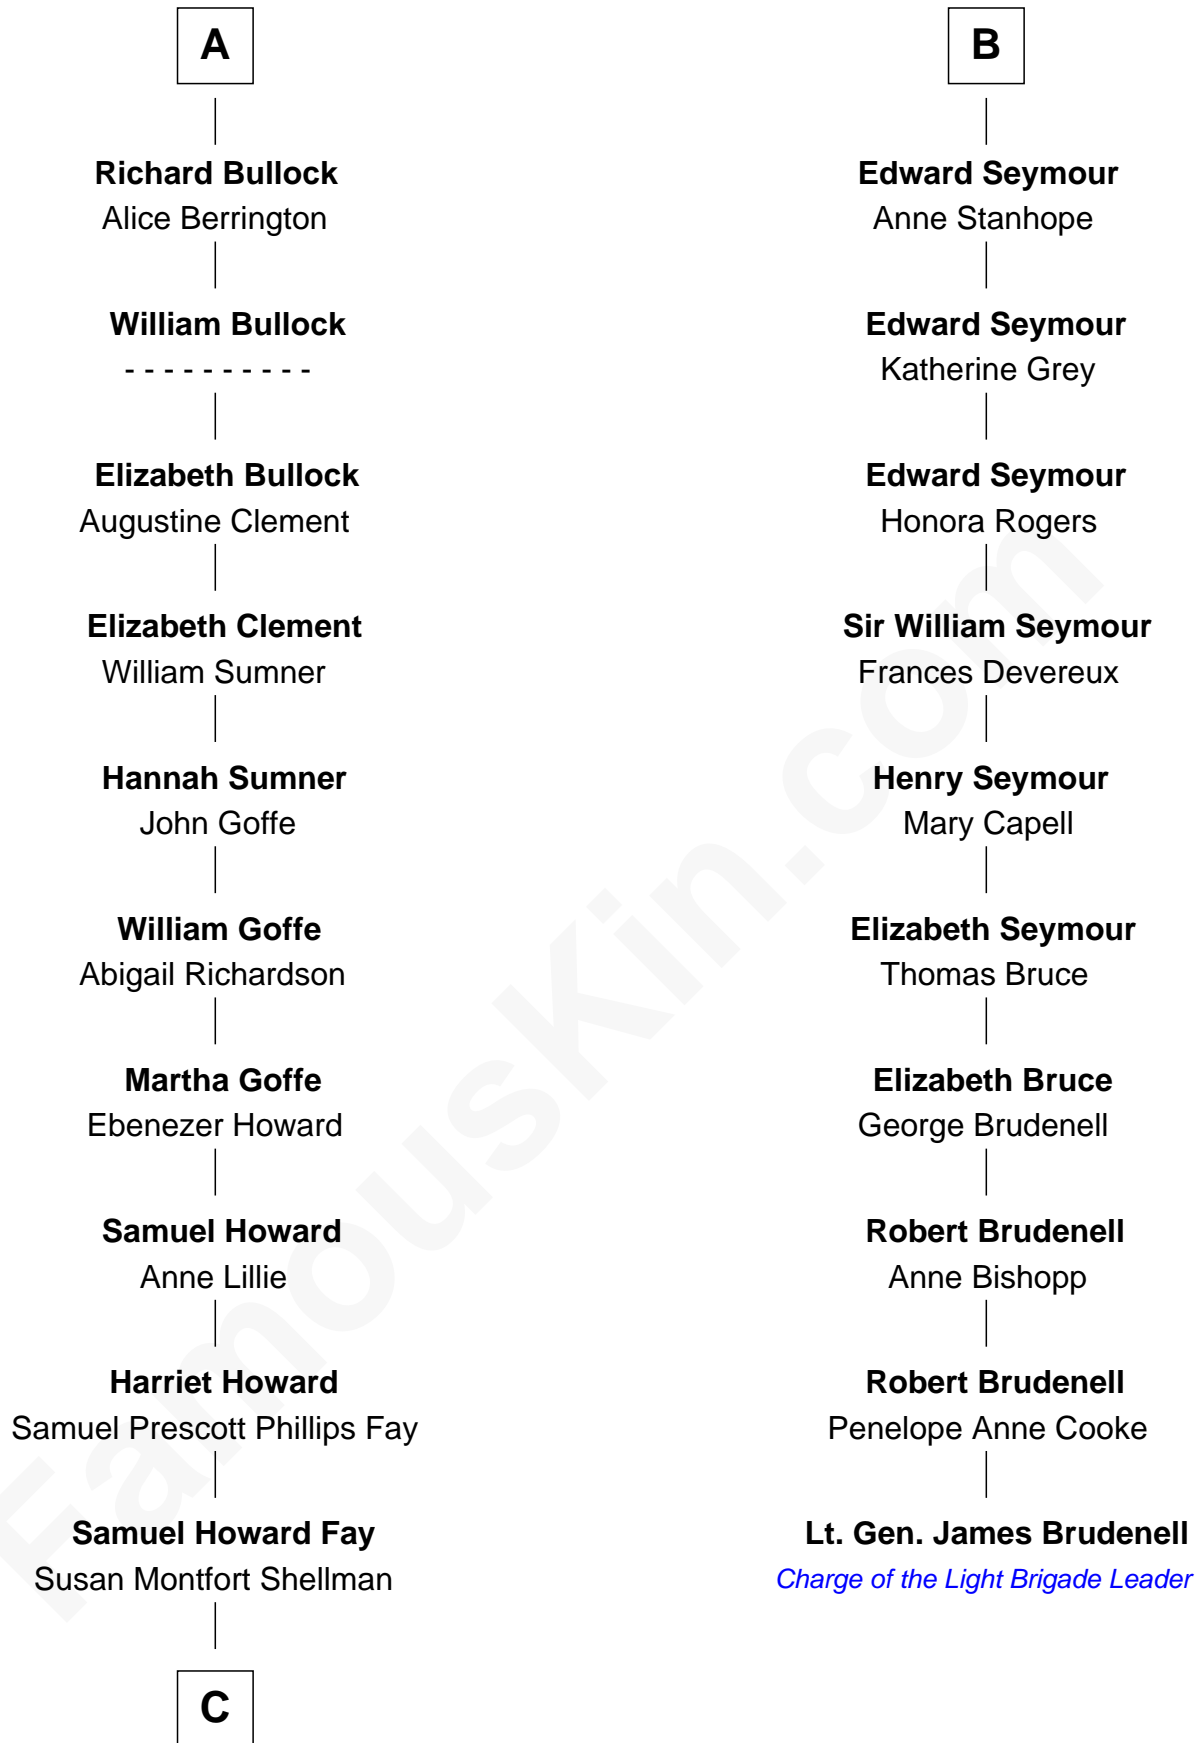 A
Richard Bullock
Alice Berrington
William Bullock
- - - - - - - - - -
Elizabeth Bullock
Augustine Clement
Elizabeth Clement
William Sumner
Hannah Sumner
John Goffe
William Goffe
Abigail Richardson
Martha Goffe
Ebenezer Howard
Samuel Howard
Anne Lillie
Harriet Howard
Samuel Prescott Phillips Fay
Samuel Howard Fay
Susan Montfort Shellman
C
B
Edward Seymour
Anne Stanhope
Edward Seymour
Katherine Grey
Edward Seymour
Honora Rogers
Sir William Seymour
Frances Devereux
Henry Seymour
Mary Capell
Elizabeth Seymour
Thomas Bruce
Elizabeth Bruce
George Brudenell
Robert Brudenell
Anne Bishopp
Robert Brudenell
Penelope Anne Cooke
Lt. Gen. James Brudenell
Charge of the Light Brigade Leader
FamousKin.com